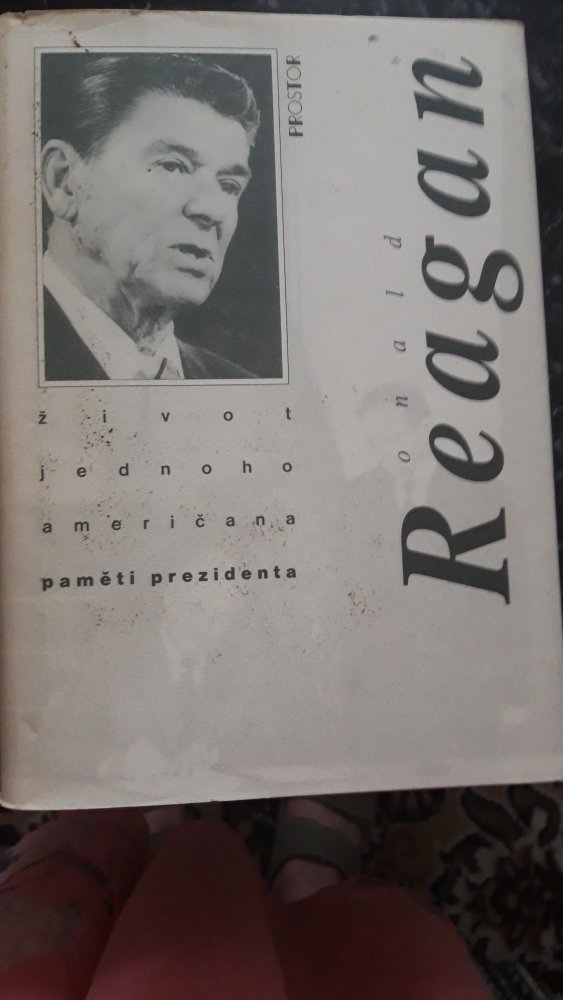 PROSTOR
Ronald
Reagan
život
jednoho
američana
paměti prezidenta